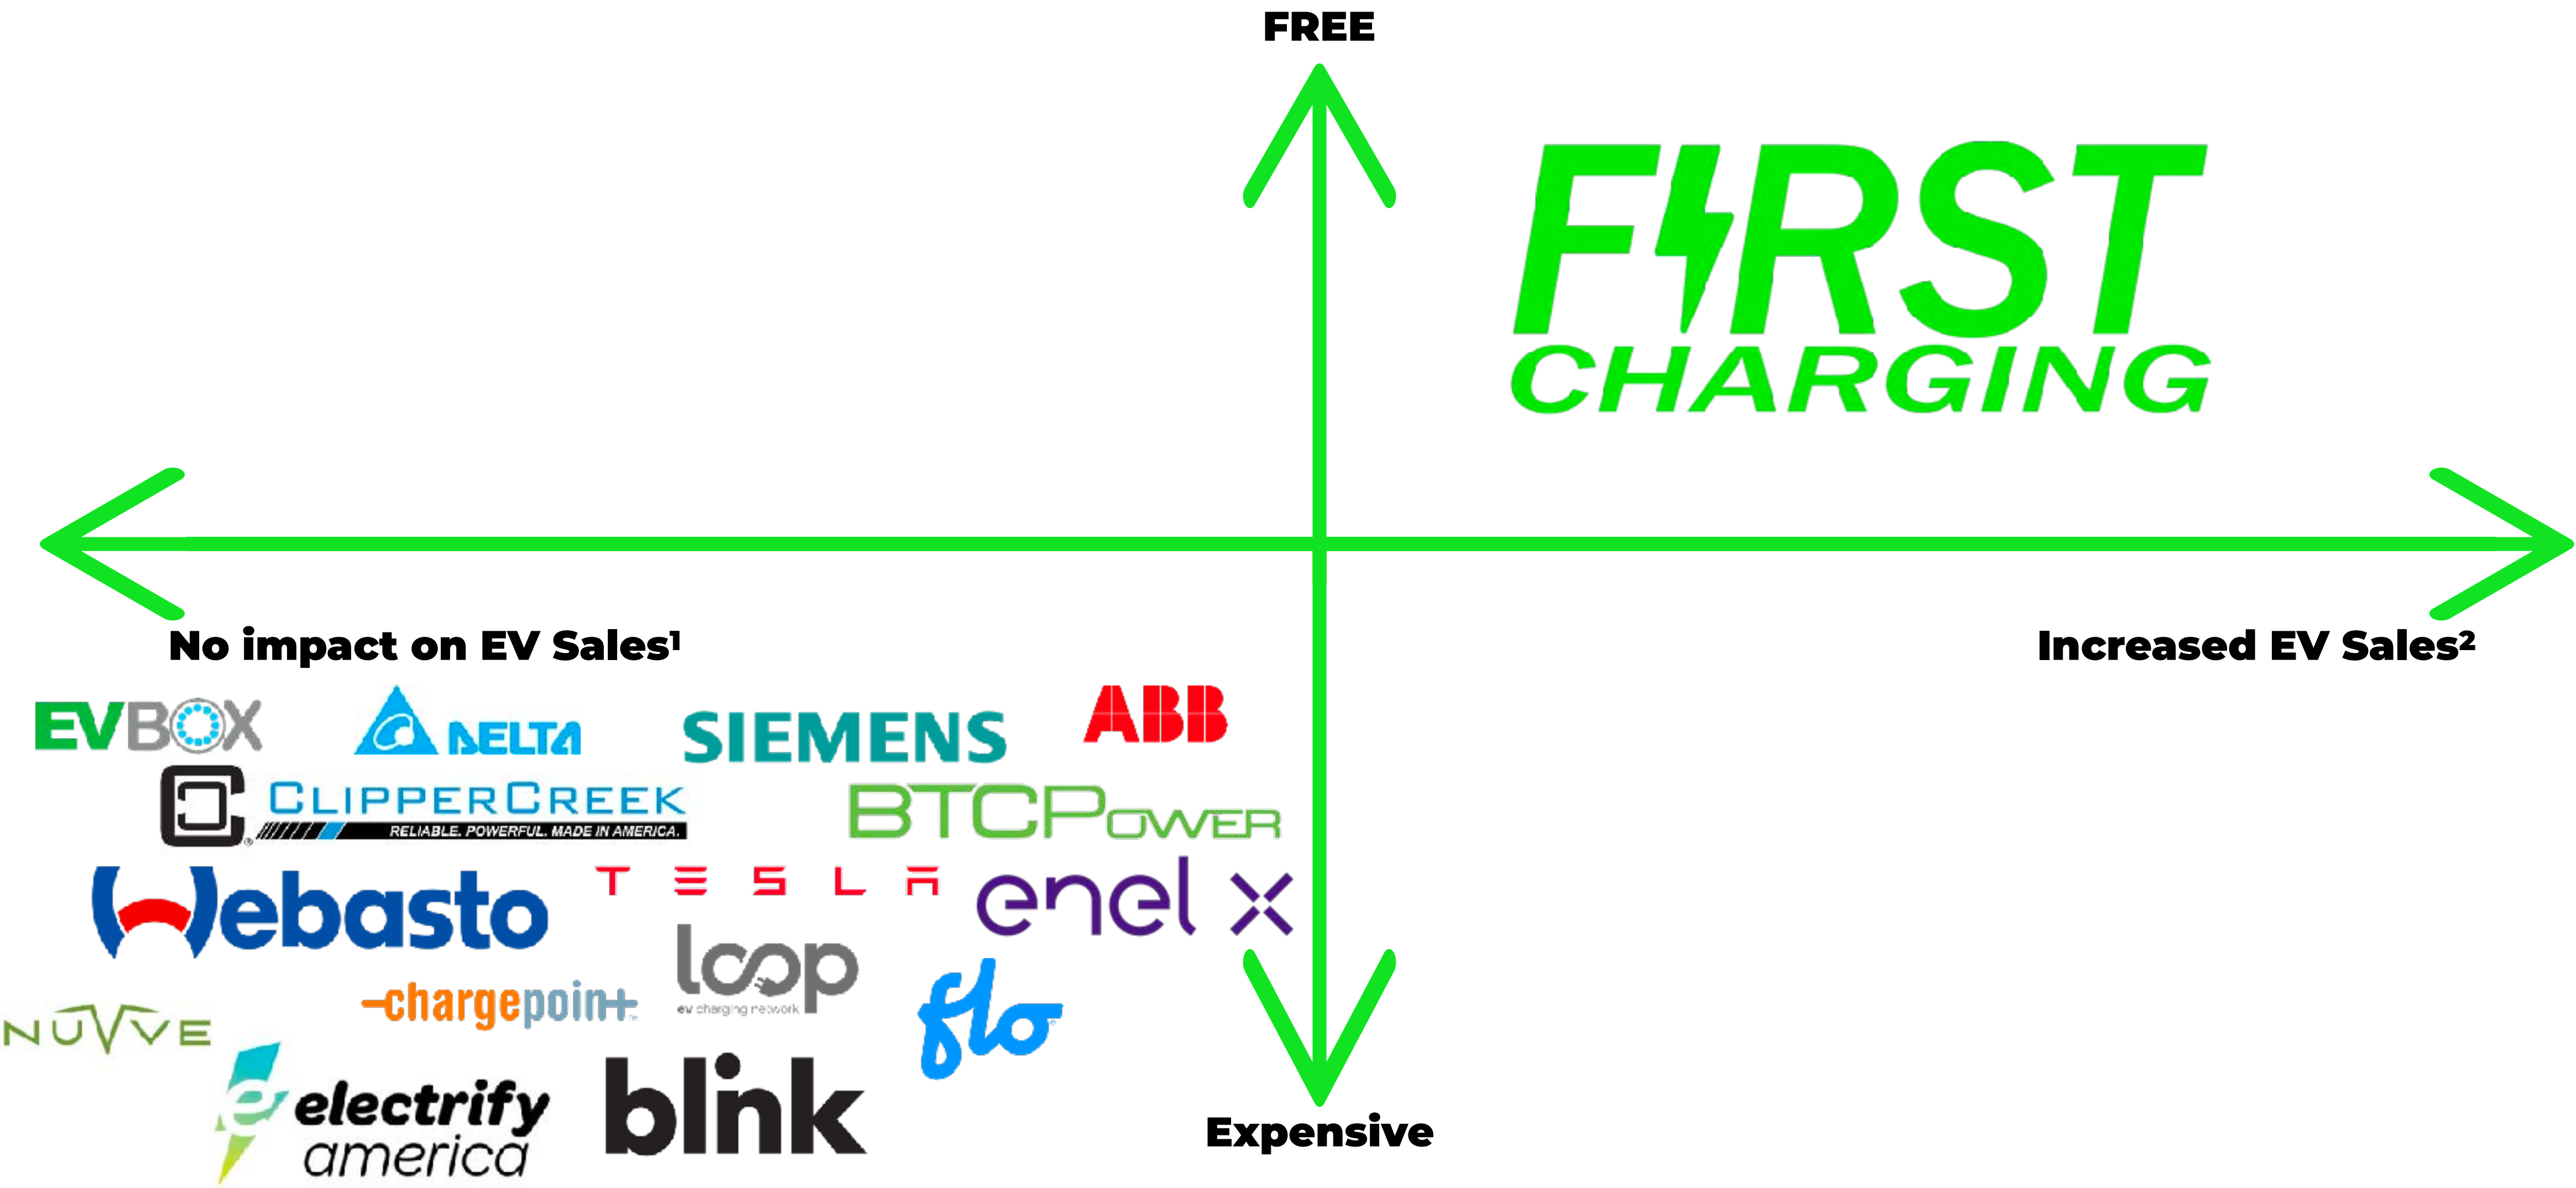 FREE
FIRST
CHARGING
No impact on EV Sales¹
Increased EV Sales²
EVBOX
DELTA
SIEMENS
ABB
CLIPPERCREEK
RELIABLE. POWERFUL. MADE IN AMERICA.
BTCPOWER
Webasto
TESLA
enel x
loop
ev charging network
-chargepoint+
flo
NUVVE
electrify
america
blink
Expensive